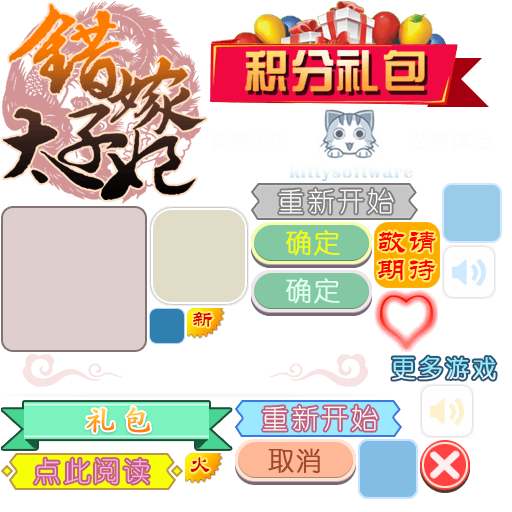 错嫁
太子妃
积分礼包
kittysoftware
重新开始
确定
敬请
期待
确定
新
更多游戏
礼包
重新开始
点此阅读
火
取消